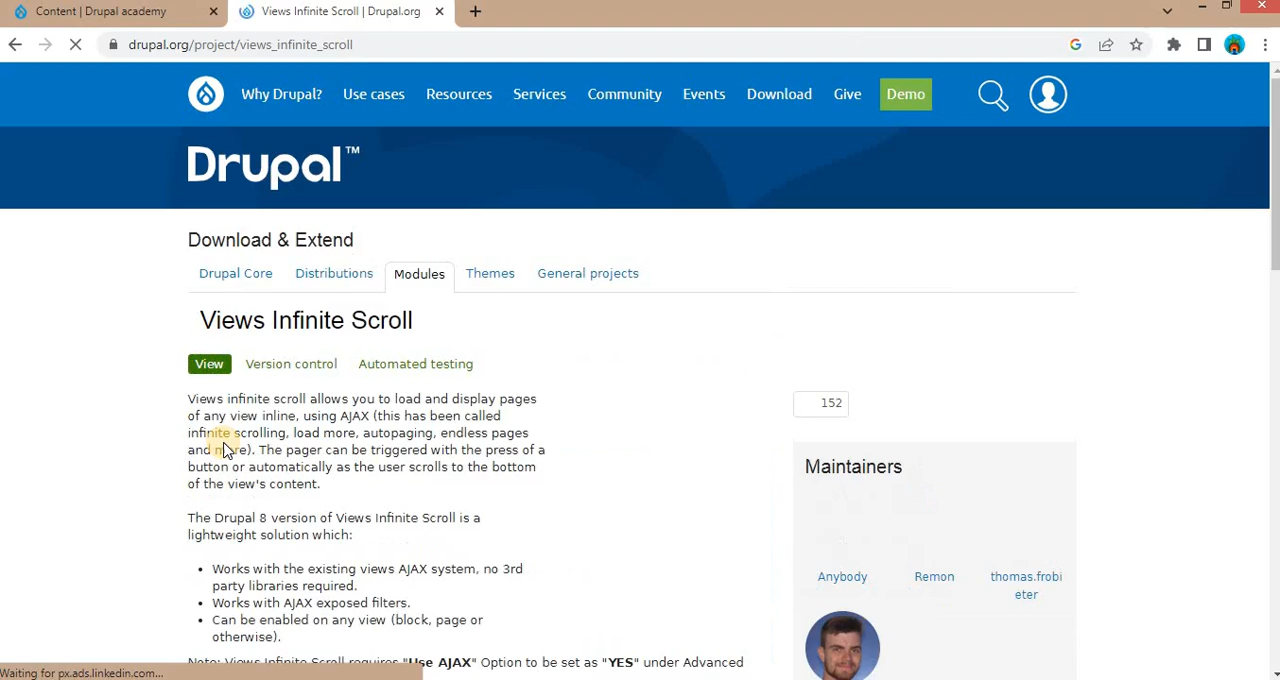 Content | Drupal academy
Views Infinite Scroll | Drupal.org
drupal.org/project/views_infinite_scroll
Why Drupal? Use cases Resources Services Community Events Download Give Demo
Drupal™
Download & Extend
Drupal Core Distributions Modules Themes General projects
Views Infinite Scroll
View Version control Automated testing
Views infinite scroll allows you to load and display pages
of any view inline, using AJAX (this has been called
infinite scrolling, load more, autopaging, endless pages
and more). The pager can be triggered with the press of a
button or automatically as the user scrolls to the bottom
of the view's content.
152
Maintainers
The Drupal 8 version of Views Infinite Scroll is a
lightweight solution which:
• Works with the existing views AJAX system, no 3rd
party libraries required.
• Works with AJAX exposed filters.
• Can be enabled on any view (block, page or
otherwise).
Note: Views Infinite Scroll requires "Use AJAX" Option to be set as "YES" under Advanced
Anybody Remon thomas.frobi
eter
Waiting for px.ads.linkedin.com...